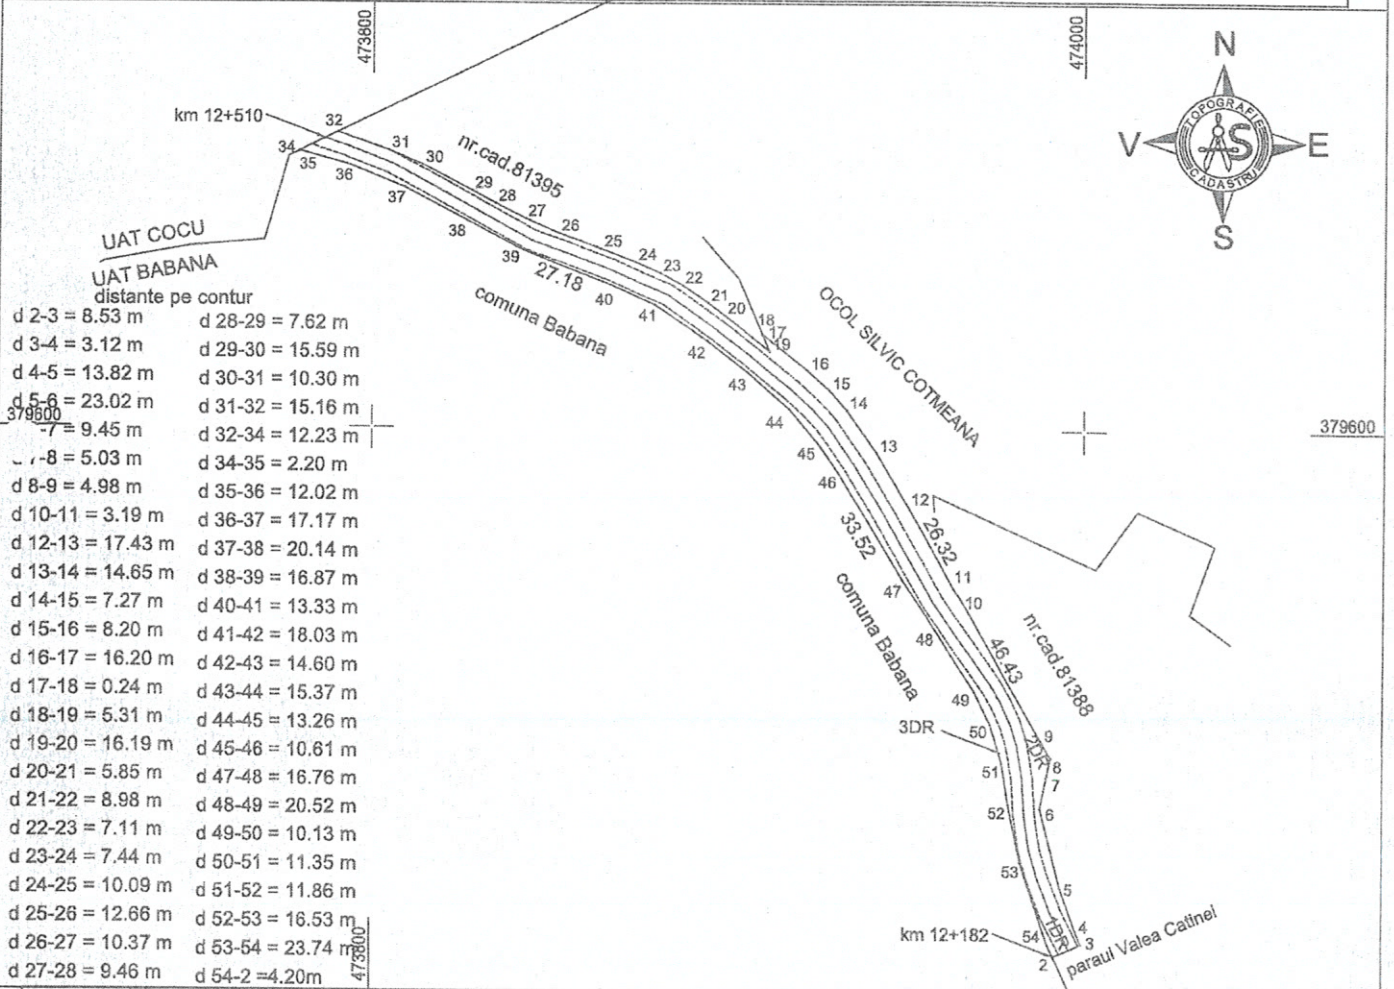 473800
474000
N
V
E
S
TOPOGRAFIE
AS
CADASTRU
km 12+510
32
31
30
nr.cad.81395
34
35
36
37
29
28
27
26
25
24
23
22
21
20
18
17
19
38
39
27.18
40
41
42
43
44
45
46
16
15
14
13
12
OCOL SILVIC COTMEANA
comuna Babana
UAT COCU
UAT BABANA
distante pe contur
d 2-3 = 8.53 m
d 3-4 = 3.12 m
d 4-5 = 13.82 m
d 5-6 = 23.02 m
379600
-7 = 9.45 m
-8 = 5.03 m
d 8-9 = 4.98 m
d 10-11 = 3.19 m
d 12-13 = 17.43 m
d 13-14 = 14.65 m
d 14-15 = 7.27 m
d 15-16 = 8.20 m
d 16-17 = 16.20 m
d 17-18 = 0.24 m
d 18-19 = 5.31 m
d 19-20 = 16.19 m
d 20-21 = 5.85 m
d 21-22 = 8.98 m
d 22-23 = 7.11 m
d 23-24 = 7.44 m
d 24-25 = 10.09 m
d 25-26 = 12.66 m
d 26-27 = 10.37 m
d 27-28 = 9.46 m
d 28-29 = 7.62 m
d 29-30 = 15.59 m
d 30-31 = 10.30 m
d 31-32 = 15.16 m
d 32-34 = 12.23 m
d 34-35 = 2.20 m
d 35-36 = 12.02 m
d 36-37 = 17.17 m
d 37-38 = 20.14 m
d 38-39 = 16.87 m
d 40-41 = 13.33 m
d 41-42 = 18.03 m
d 42-43 = 14.60 m
d 43-44 = 15.37 m
d 44-45 = 13.26 m
d 45-46 = 10.61 m
d 47-48 = 16.76 m
d 48-49 = 20.52 m
d 49-50 = 10.13 m
d 50-51 = 11.35 m
d 51-52 = 11.86 m
d 52-53 = 16.53 m
d 53-54 = 23.74 m
d 54-2 =4.20m
473800
379600
33.52
26.32
11
10
47
48
comuna Babana
46.43
nr.cad.81388
49
50
3DR
51
52
53
9
2DR
8
7
6
5
4
3
54
1DR
2
km 12+182
paraul Valea Catinei